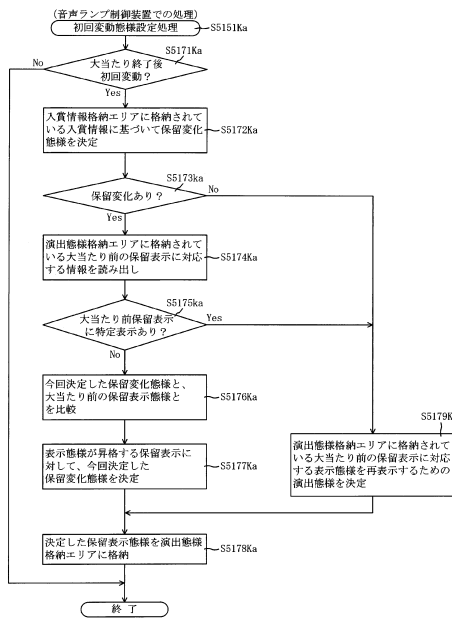 (音声ランプ制御装置での処理)
初回変動態様設定処理
S5151Ka
S5171Ka
大当たり終了後
初回変動？
No
Yes
入賞情報格納エリアに格納されて
いる入賞情報に基づいて保留変化
態様を決定
S5172Ka
S5173ka
保留変化あり？
No
Yes
演出態様格納エリアに格納されて
いる大当たり前の保留表示に対応
する情報を読み出し
S5174Ka
S5175ka
大当たり前保留表示
に特定表示あり？
Yes
No
今回決定した保留変化態様と、
大当たり前の保留表示態様と
を比較
S5176Ka
表示態様が昇格する保留表示に
対して、今回決定した
保留変化態様を決定
S5177Ka
S5179K
演出態様格納エリアに格納されて
いる大当たり前の保留表示に対応
する表示態様を再表示するための
演出態様を決定
決定した保留表示態様を演出態様
格納エリアに格納
S5178Ka
終 了